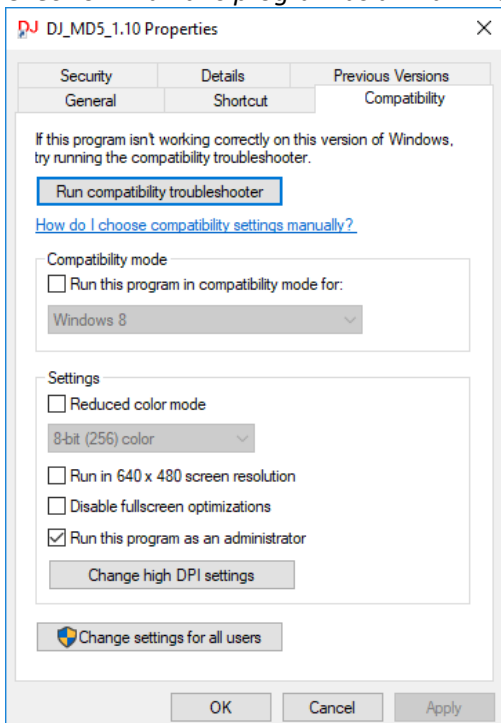 DJ DJ_MD5_1.10 Properties
Security Details Previous Versions
General Shortcut Compatibility
If this program isn't working correctly on this version of Windows,
try running the compatibility troubleshooter.
Run compatibility troubleshooter
How do I choose compatibility settings manually?
Compatibility mode
Run this program in compatibility mode for:
Windows 8
Settings
Reduced color mode
8-bit (256) color
Run in 640 x 480 screen resolution
Disable fullscreen optimizations
Run this program as an administrator
Change high DPI settings
Change settings for all users
OK Cancel Apply